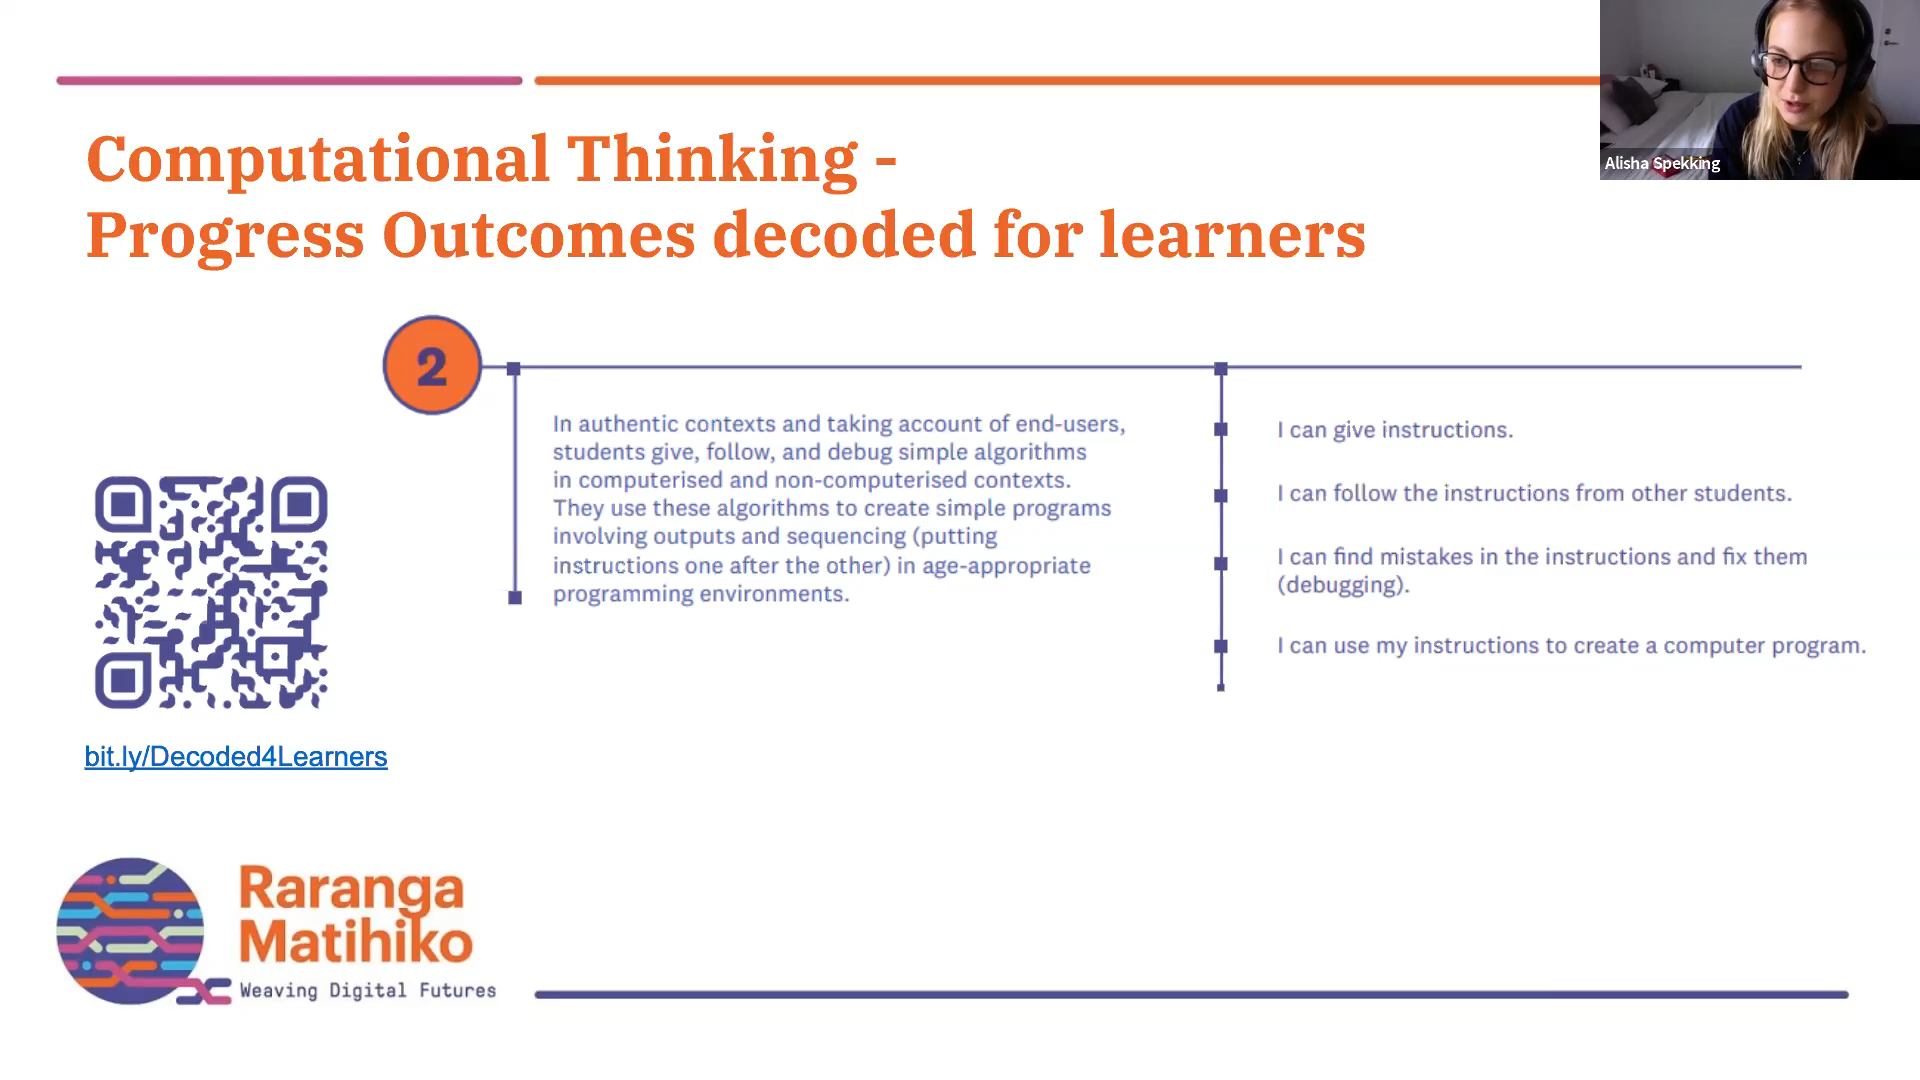 Computational Thinking -
Progress Outcomes decoded for learners
Alisha Spekking
2
In authentic contexts and taking account of end-users,
students give, follow, and debug simple algorithms
in computerised and non-computerised contexts.
They use these algorithms to create simple programs
involving outputs and sequencing (putting
instructions one after the other) in age-appropriate
programming environments.
I can give instructions.
I can follow the instructions from other students.
I can find mistakes in the instructions and fix them
(debugging).
I can use my instructions to create a computer program.
bit.ly/Decoded4Learners
Raranga
Matihiko
Weaving Digital Futures